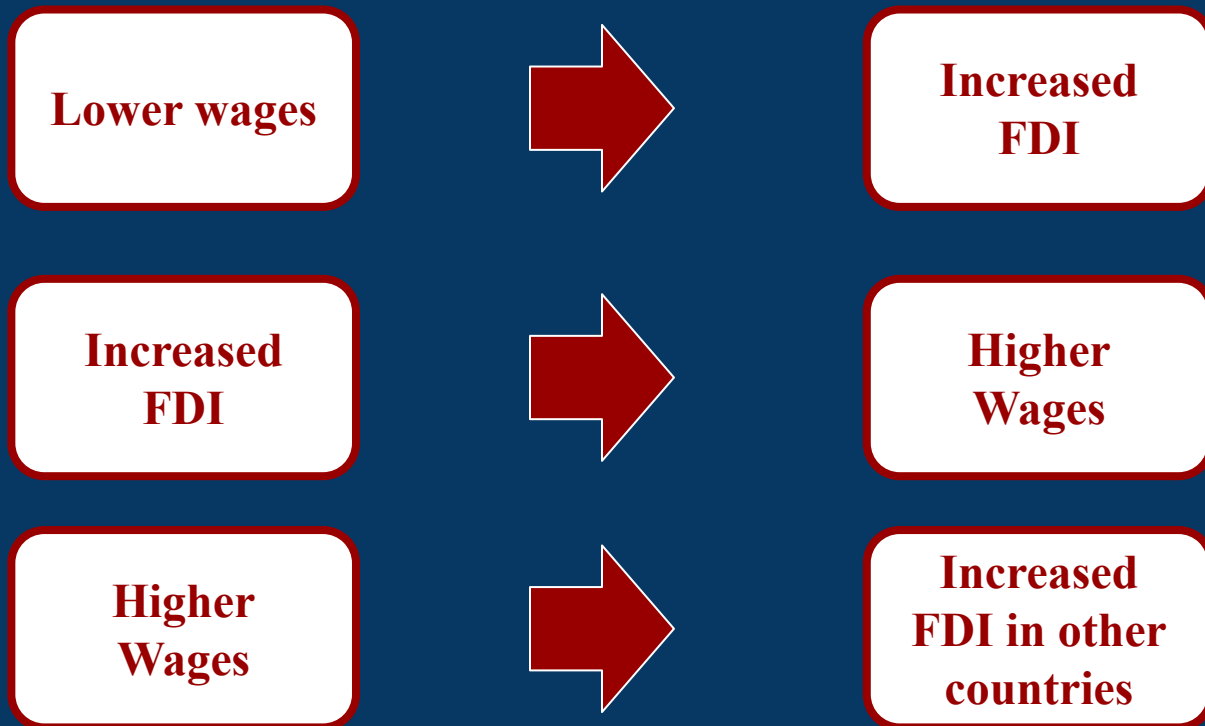 Lower wages
Increased
FDI
Increased
FDI
Higher
Wages
Higher
Wages
Increased
FDI in other
countries